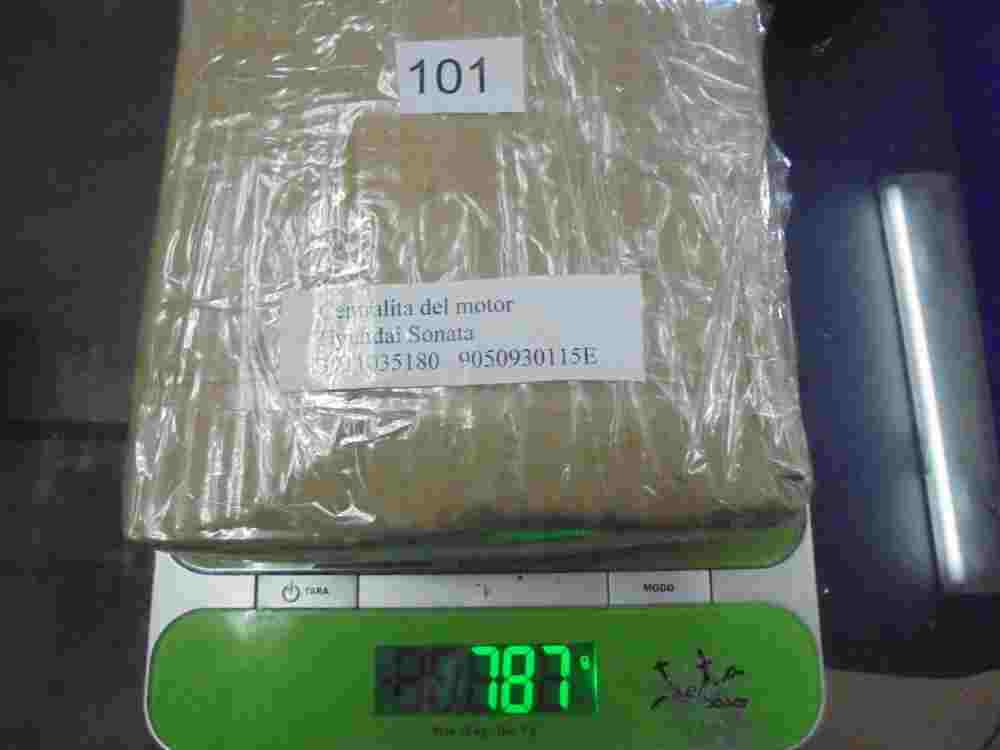 101
Centralita del motor
Hyundai Sonata
9050930115E
TARA
MODO
787